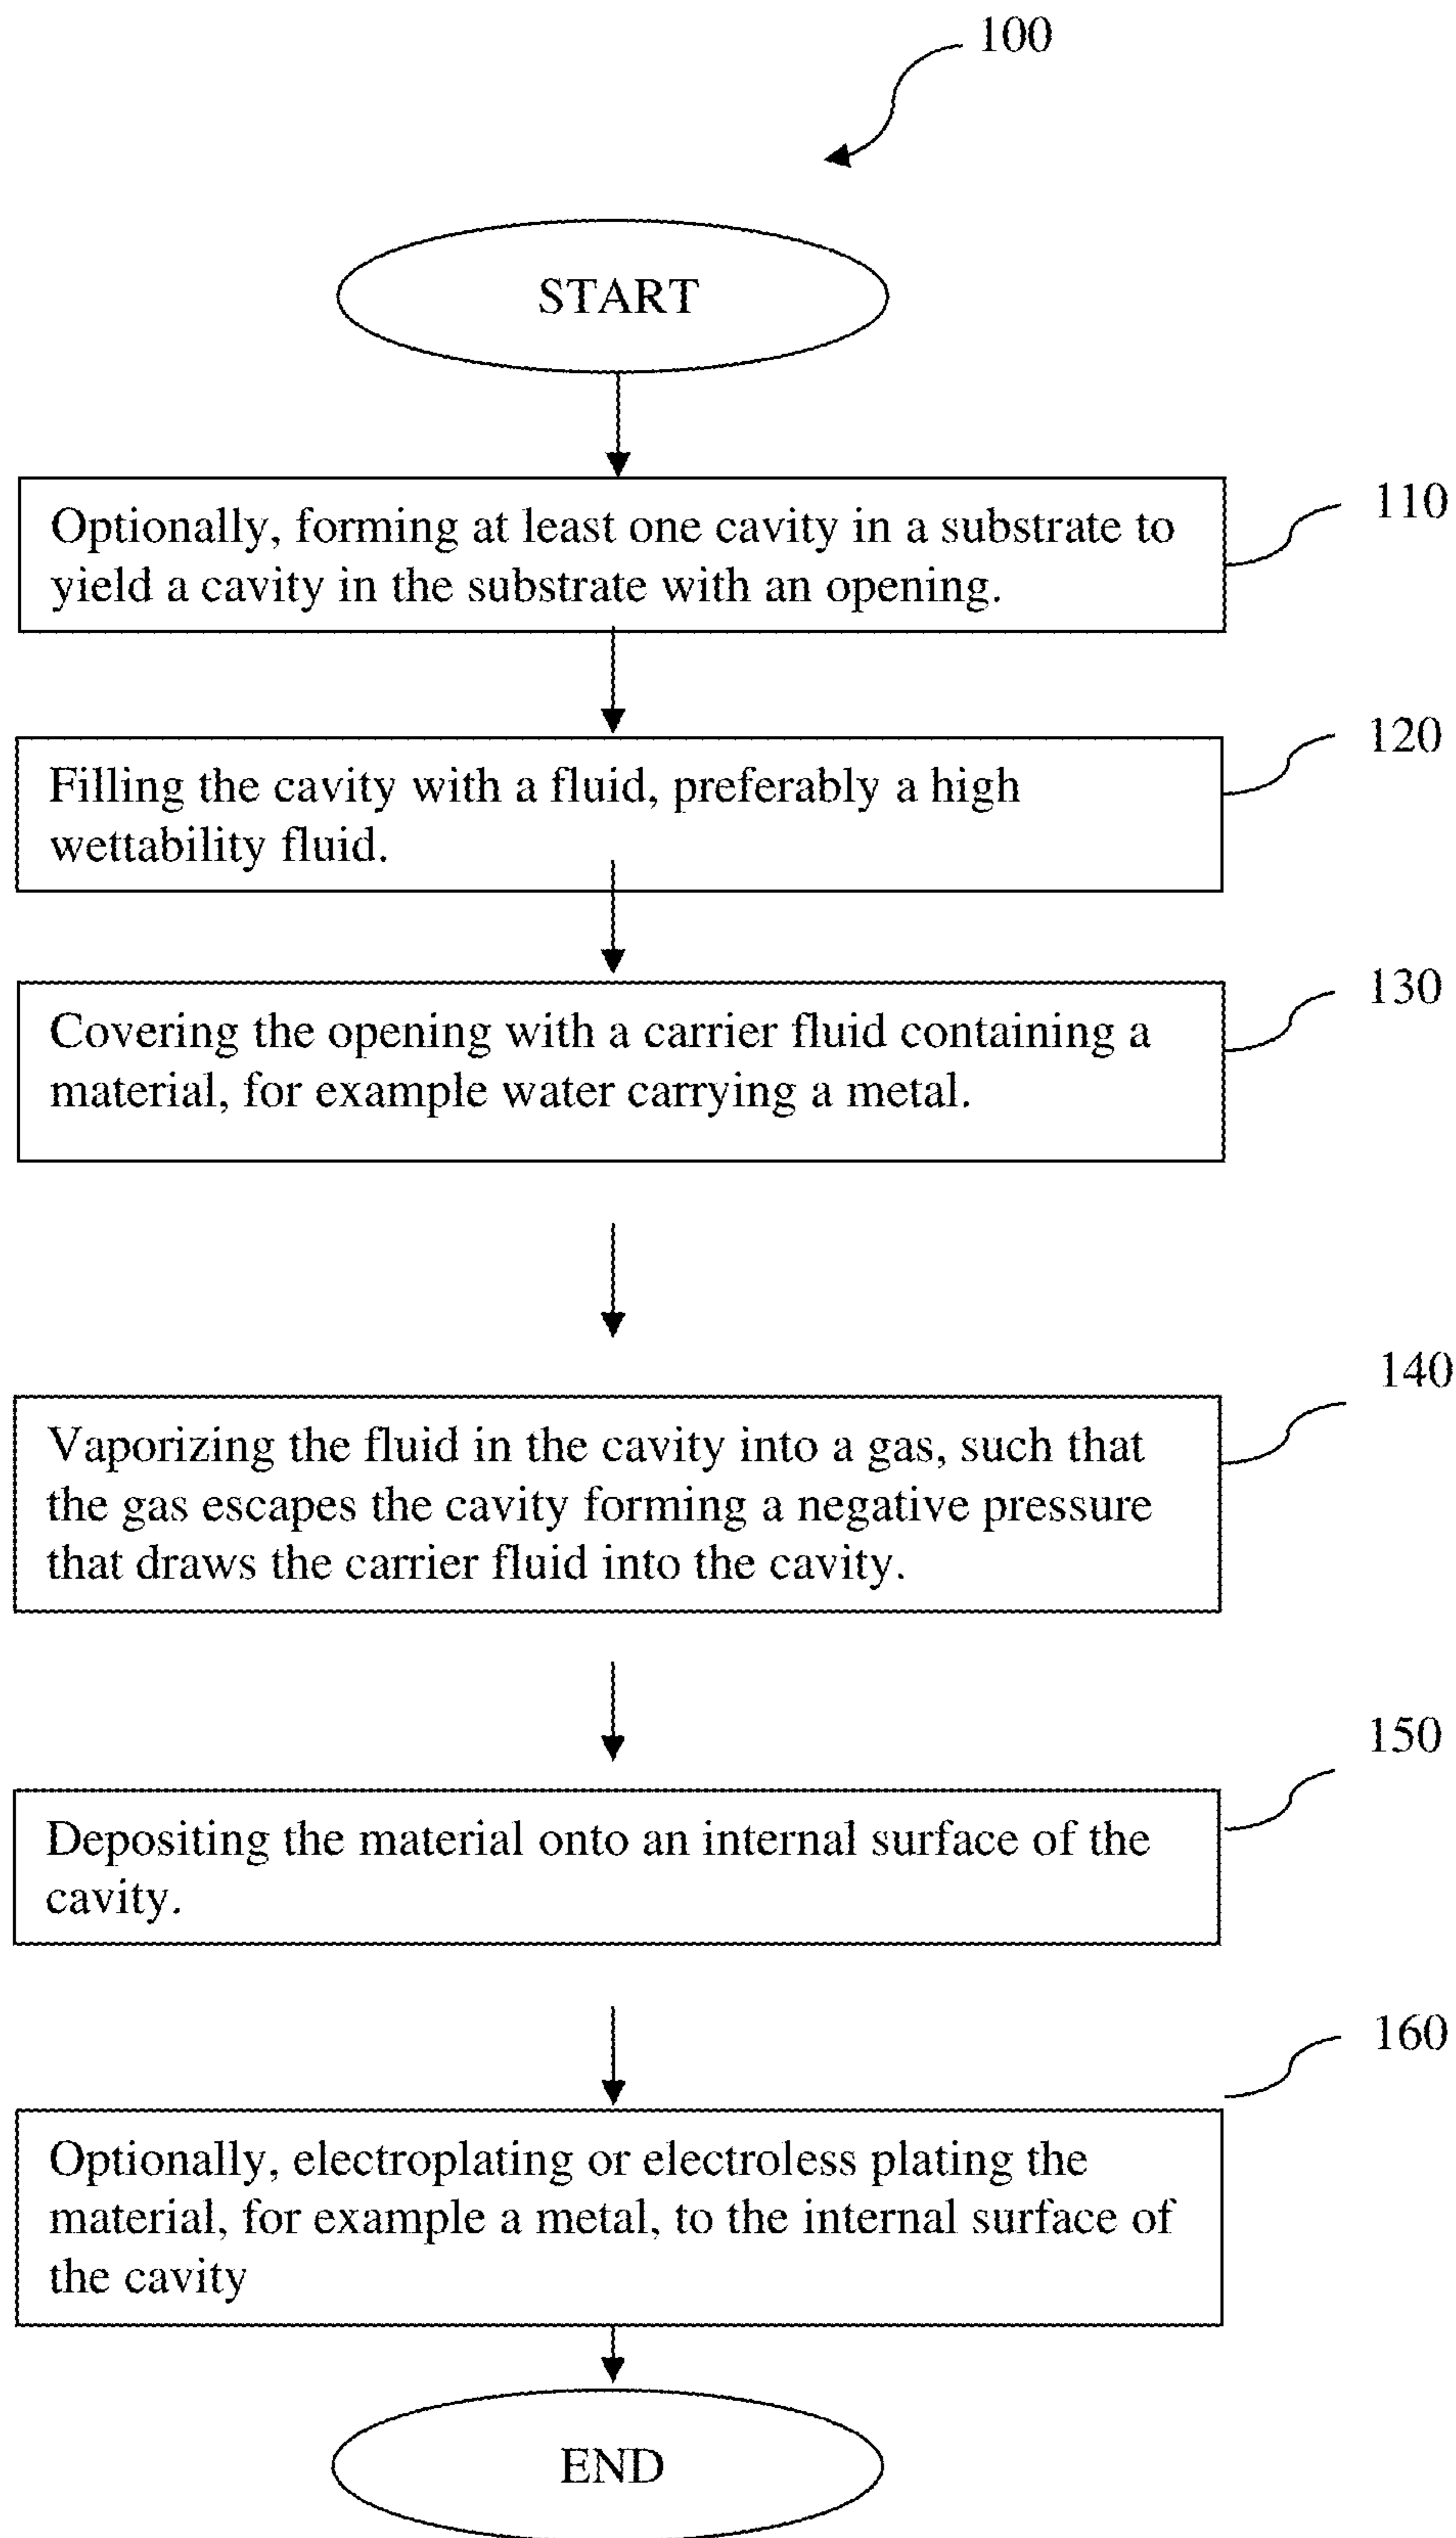 100
START
110
Optionally, forming at least one cavity in a substrate to
yield a cavity in the substrate with an opening.
120
Filling the cavity with a fluid, preferably a high
wettability fluid.
130
Covering the opening with a carrier fluid containing a
material, for example water carrying a metal.
140
Vaporizing the fluid in the cavity into a gas, such that
the gas escapes the cavity forming a negative pressure
that draws the carrier fluid into the cavity.
150
Depositing the material onto an internal surface of the
cavity.
160
Optionally, electroplating or electroless plating the
material, for example a metal, to the internal surface of
the cavity
END